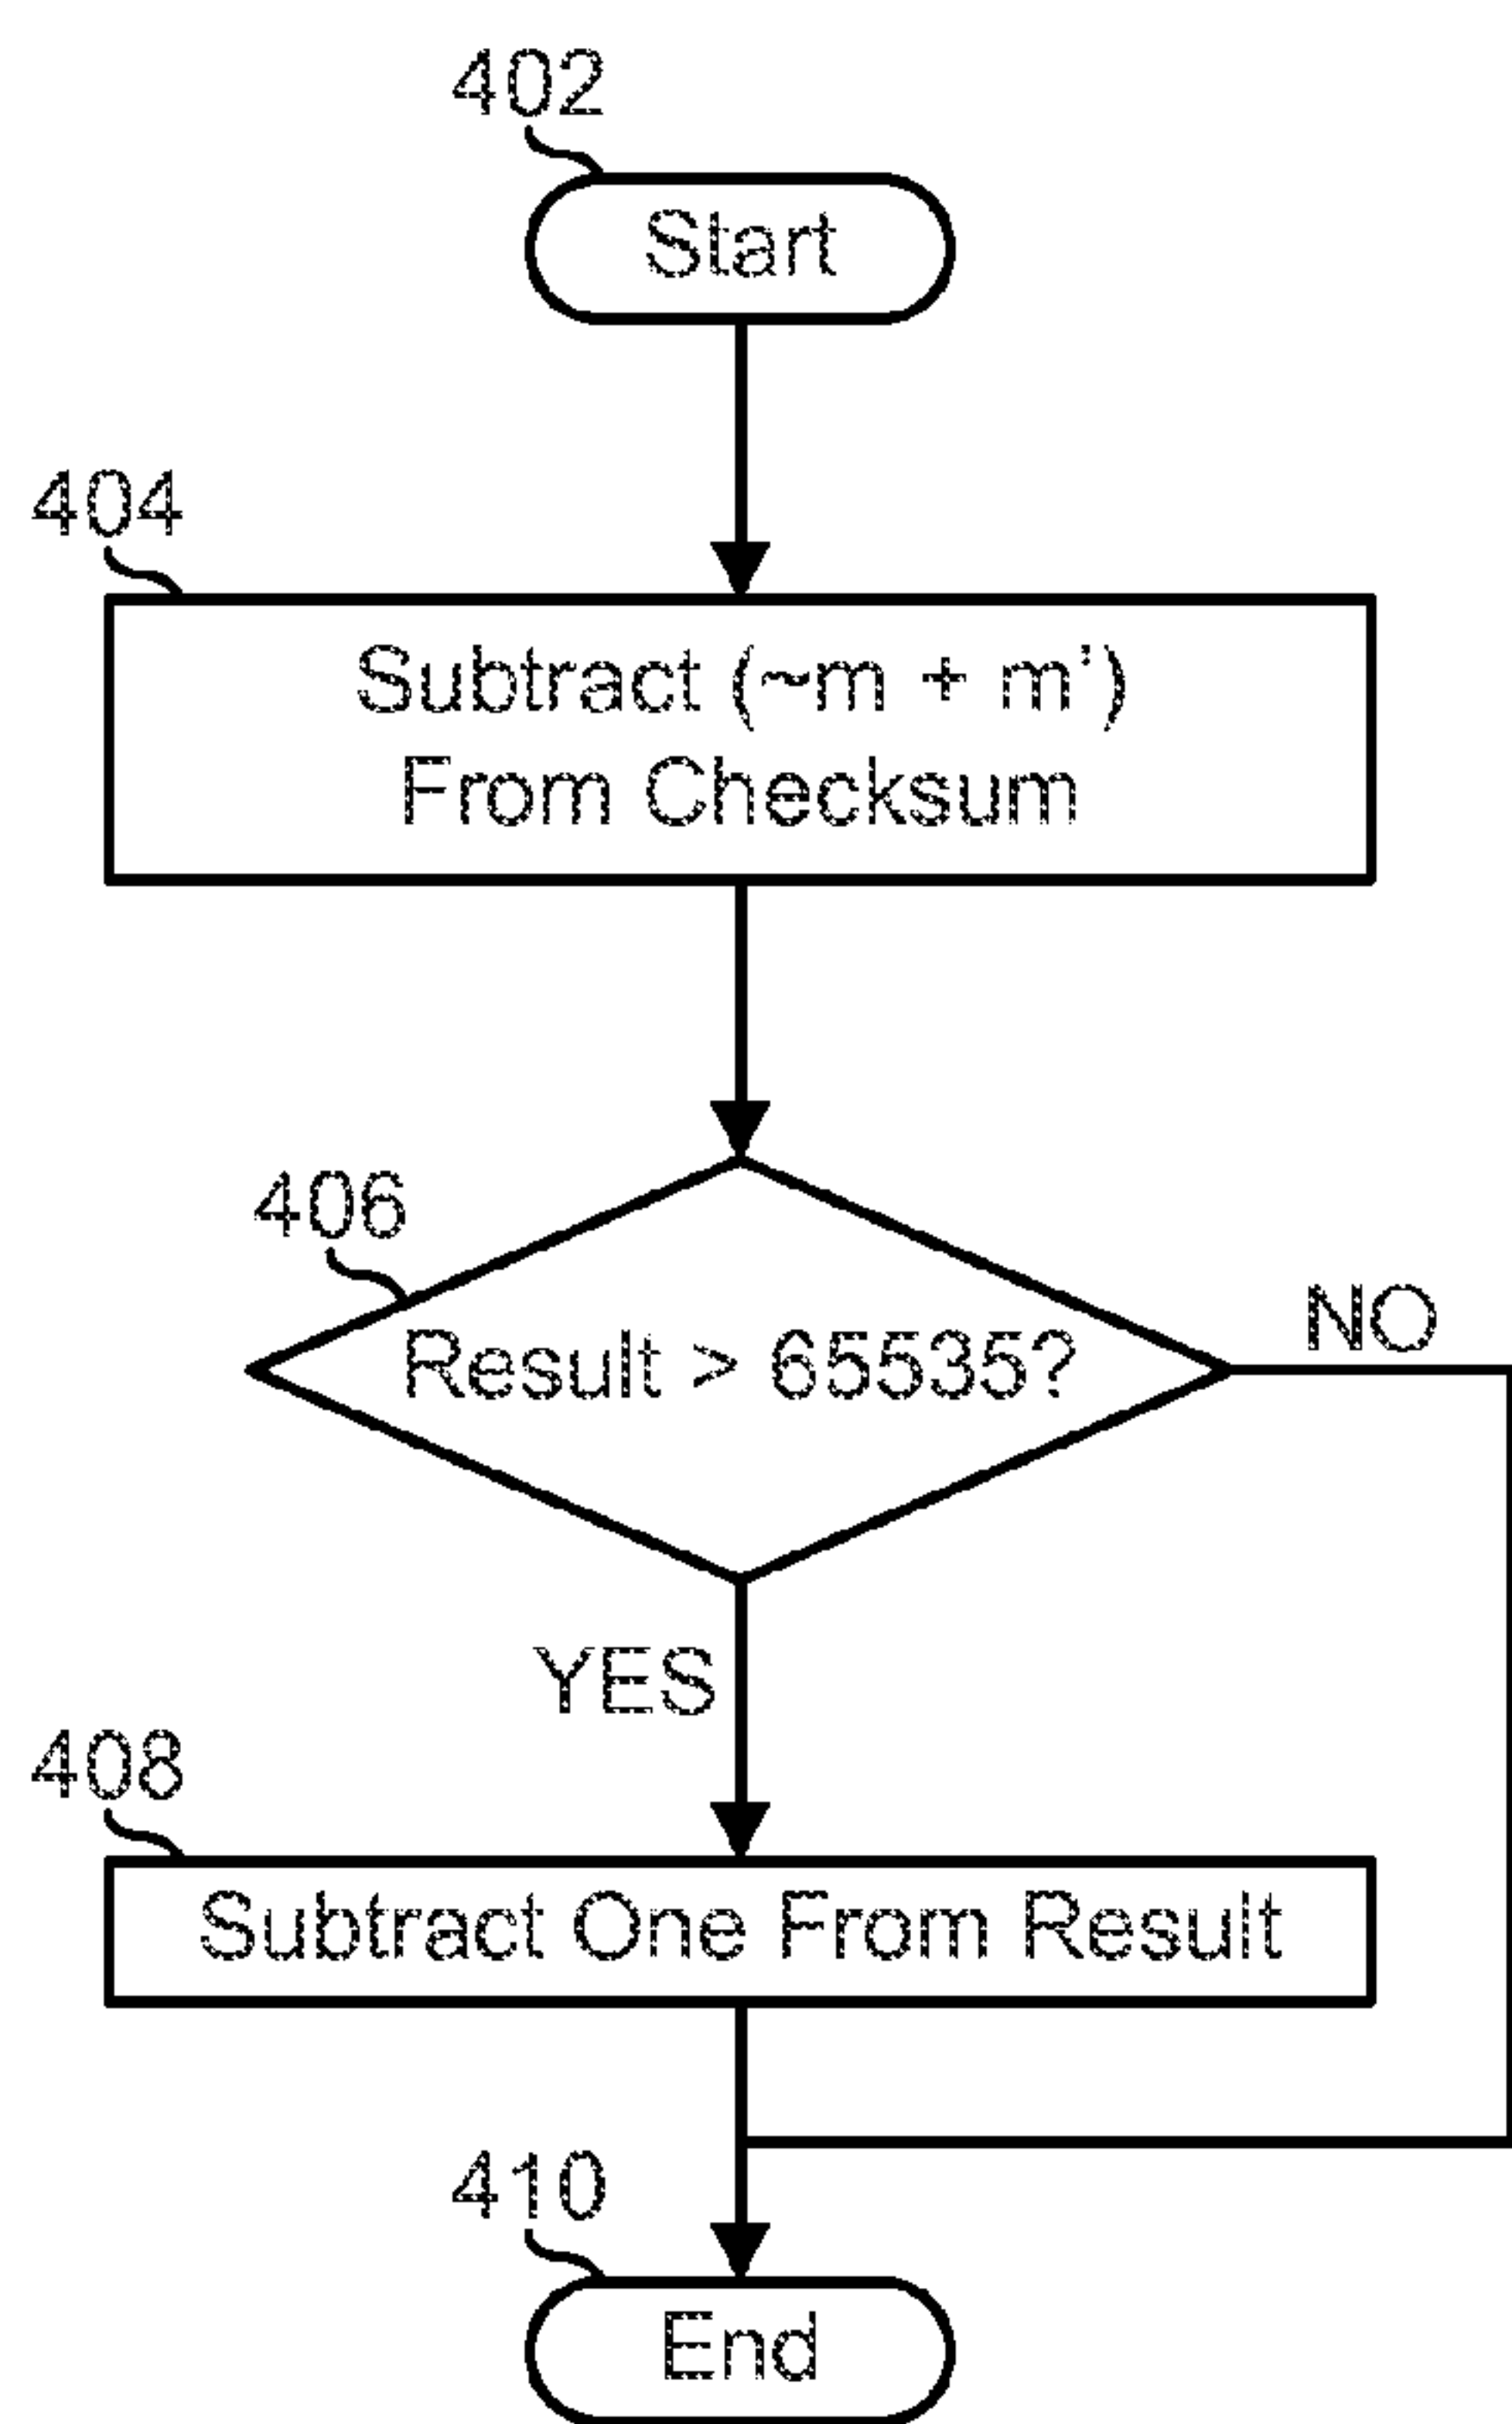 402
Start
404
Subtract (~m + m’)
From Checksum
406
Result > 65535?
NO
YES
408
Subtract One From Result
410
End